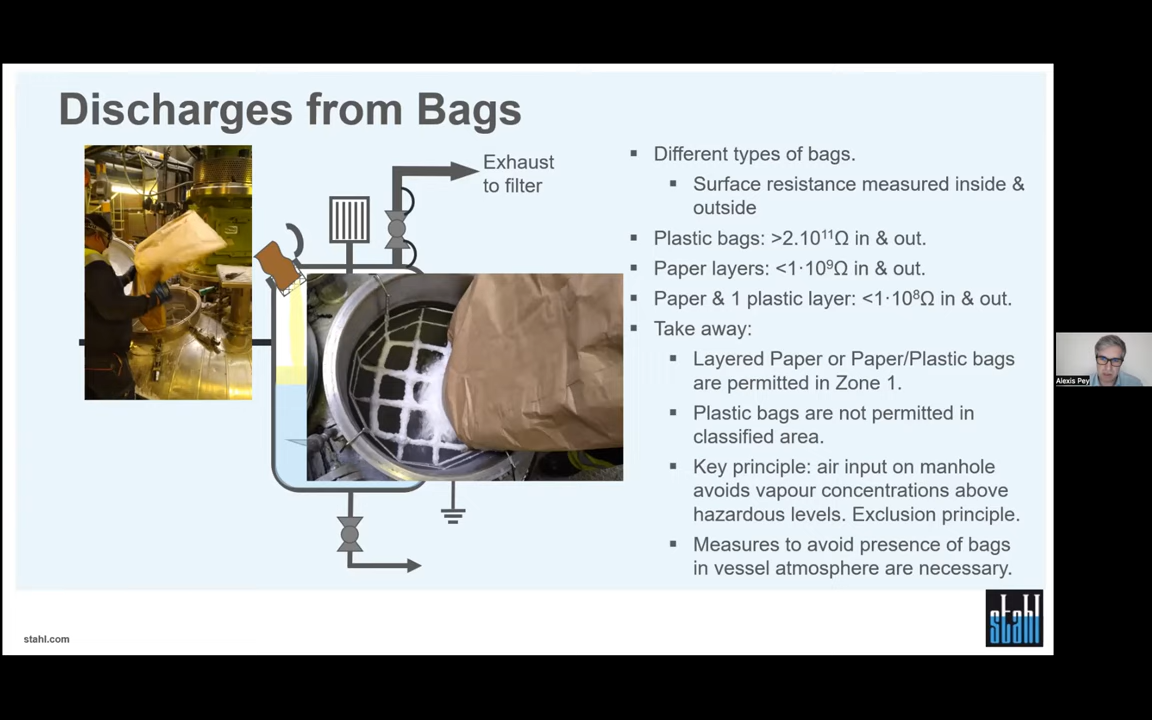 Discharges from Bags
Exhaust
to filter
▪ Different types of bags.
▪ Surface resistance measured inside &
outside
▪ Plastic bags: >2.10¹¹Ω in & out.
▪ Paper layers: <1·10⁹Ω in & out.
▪ Paper & 1 plastic layer: <1·10⁸Ω in & out.
▪ Take away:
▪ Layered Paper or Paper/Plastic bags
are permitted in Zone 1.
▪ Plastic bags are not permitted in
classified area.
▪ Key principle: air input on manhole
avoids vapour concentrations above
hazardous levels. Exclusion principle.
▪ Measures to avoid presence of bags
in vessel atmosphere are necessary.
Alexis Pey
stahl
stahl.com